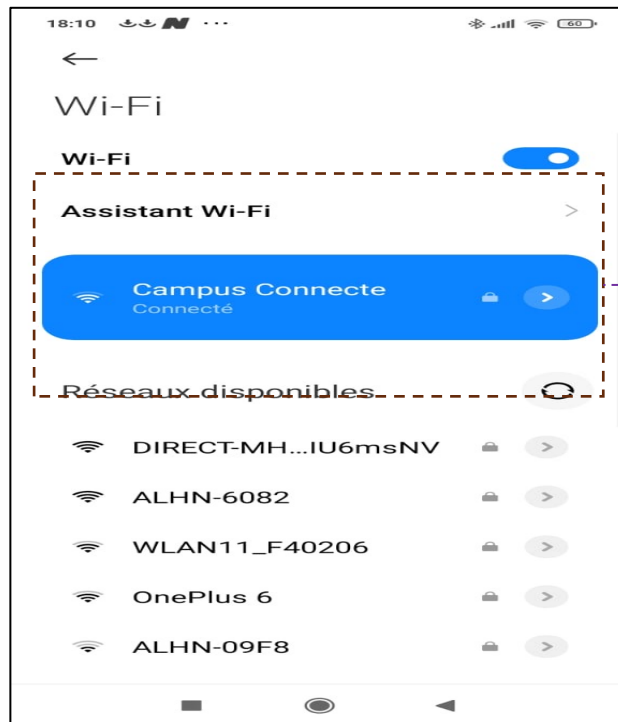 18:10 ...
60
Wi-Fi
Wi-Fi
Assistant Wi-Fi
Campus Connecte
Connecté
Réseaux disponibles
DIRECT-MH...IU6msNV
ALHN-6082
WLAN11_F40206
OnePlus 6
ALHN-09F8